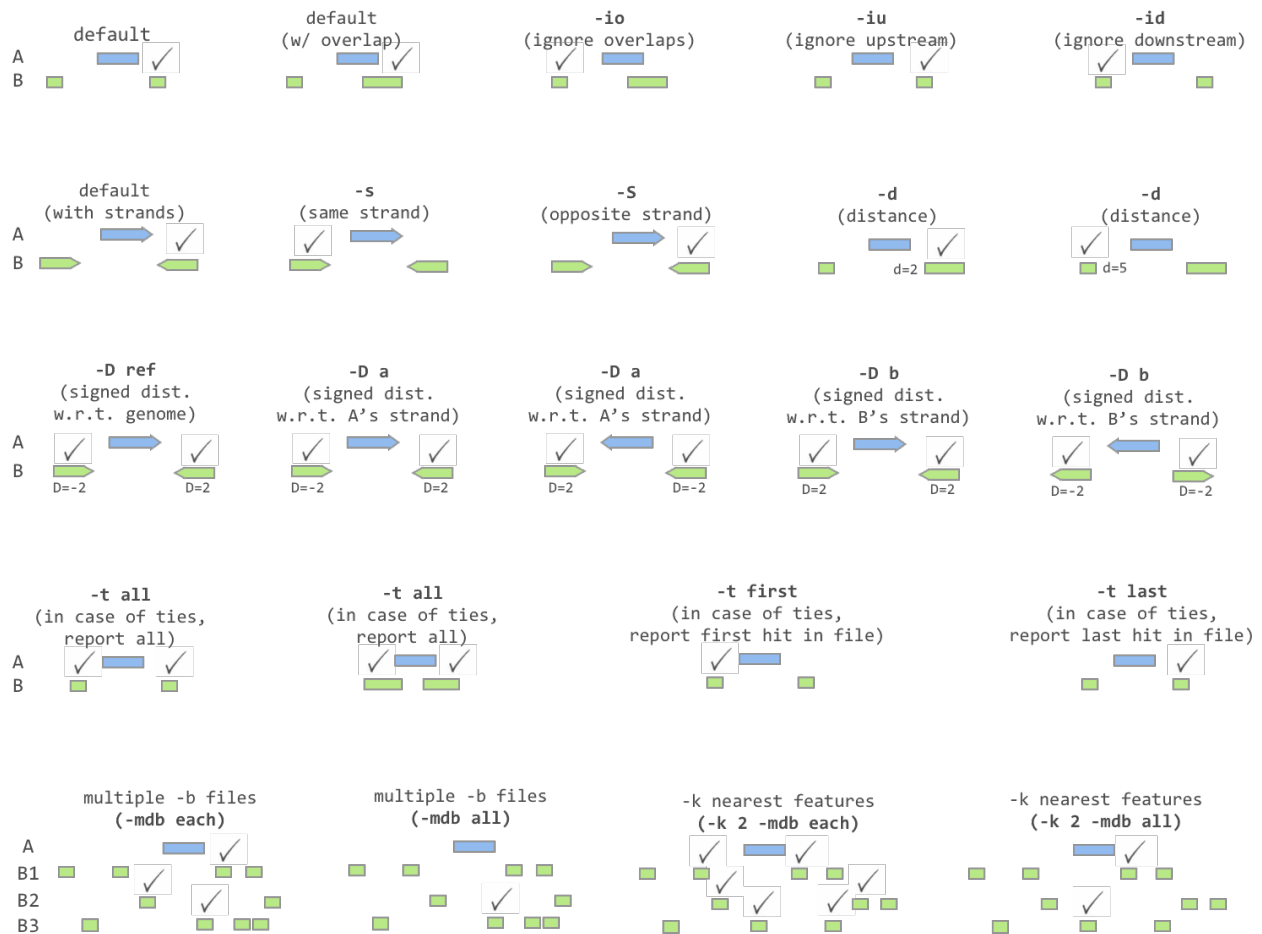 default
default
(w/ overlap)
-io
(ignore overlaps)
-iu
(ignore upstream)
-id
(ignore downstream)
A
B
default
(with strands)
-s
(same strand)
-S
(opposite strand)
-d
(distance)
-d
(distance)
A
B
d=2
d=5
-D ref
(signed dist.
w.r.t. genome)
-D a
(signed dist.
w.r.t. A’s strand)
-D a
(signed dist.
w.r.t. A’s strand)
-D b
(signed dist.
w.r.t. B’s strand)
-D b
(signed dist.
w.r.t. B’s strand)
A
B
D=-2
D=2
D=-2
D=2
D=2
D=-2
D=2
D=2
D=-2
D=-2
-t all
(in case of ties,
report all)
-t all
(in case of ties,
report all)
-t first
(in case of ties,
report first hit in file)
-t last
(in case of ties,
report last hit in file)
A
B
multiple -b files
(-mdb each)
multiple -b files
(-mdb all)
-k nearest features
(-k 2 -mdb each)
-k nearest features
(-k 2 -mdb all)
A
B1
B2
B3